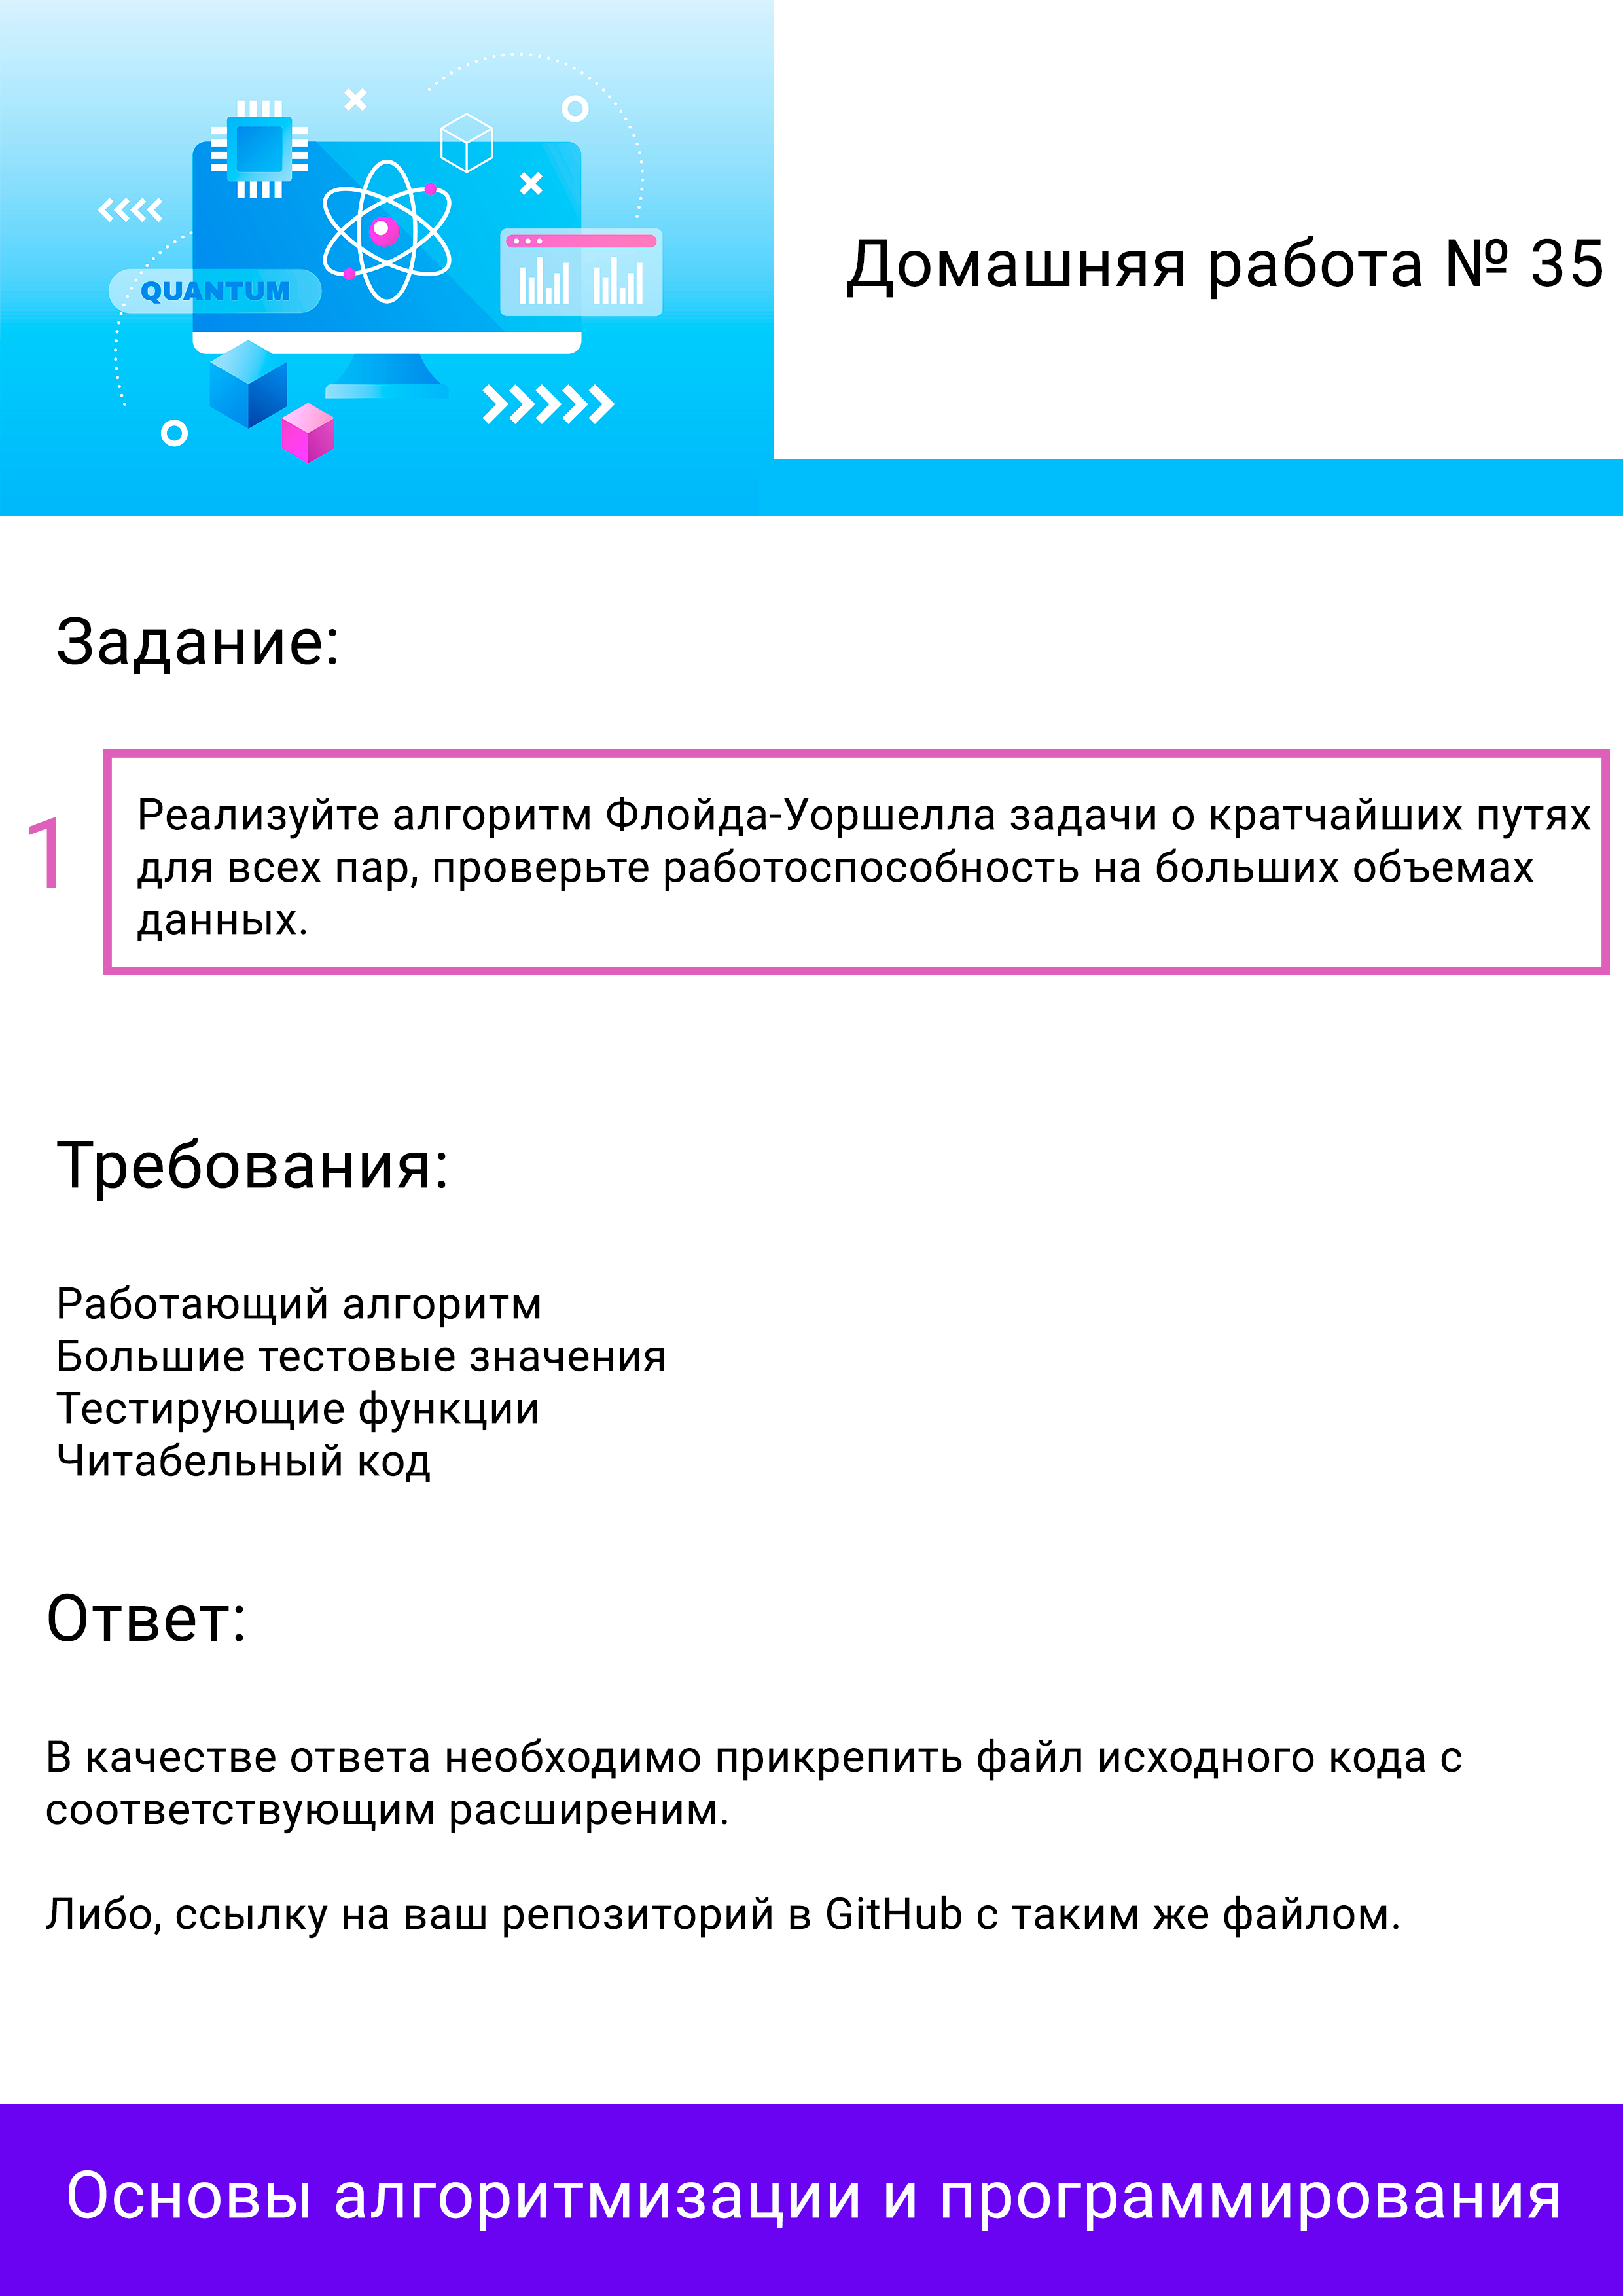 QUANTUM
Домашняя работа № 35
Задание:
1
Реализуйте алгоритм Флойда-Уоршелла задачи о кратчайших путях
для всех пар, проверьте работоспособность на больших объемах
данных.
Требования:
Работающий алгоритм
Большие тестовые значения
Тестирующие функции
Читабельный код
Ответ:
В качестве ответа необходимо прикрепить файл исходного кода с
соответствующим расширеним.
Либо, ссылку на ваш репозиторий в GitHub с таким же файлом.
Основы алгоритмизации и программирования